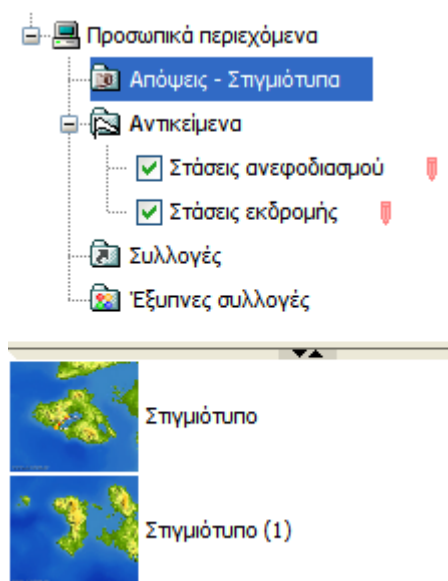 Προσωπικά περιεχόμενα
Απόψεις - Στιγμιότυπα
Αντικείμενα
Στάσεις ανεφοδιασμού
Στάσεις εκδρομής
Συλλογές
Έξυπνες συλλογές
Στιγμιότυπο
Στιγμιότυπο (1)